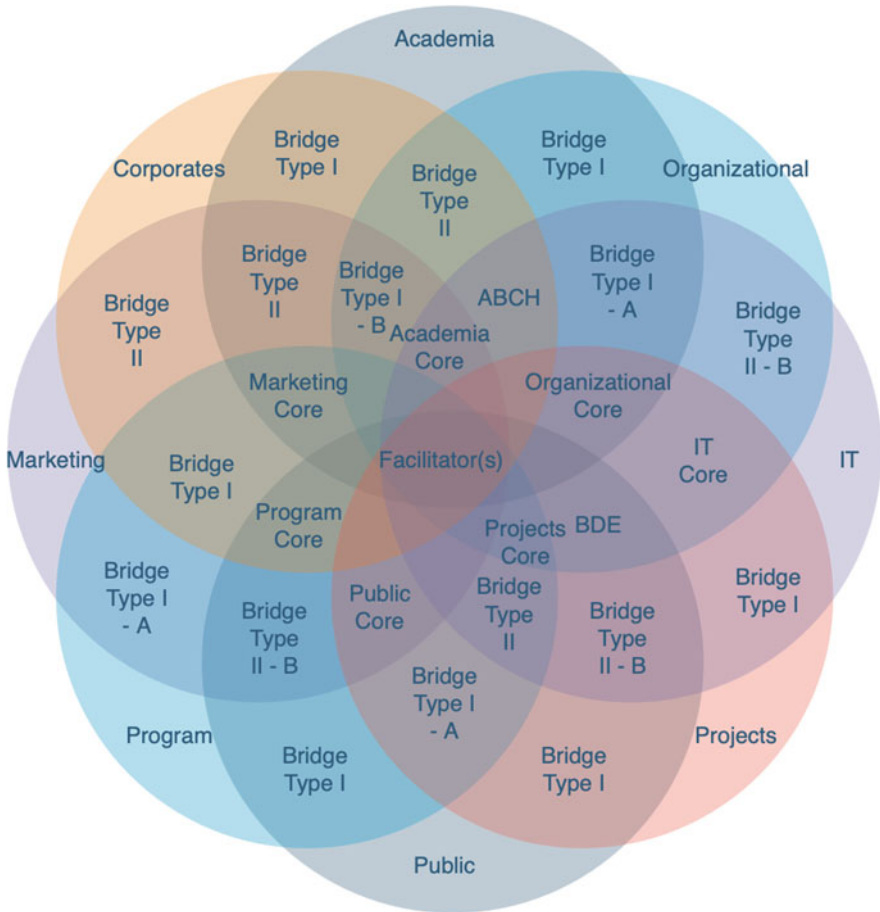 Academia
Bridge
Type I
Bridge
Type I
Corporates
Organizational
Bridge
Type
II
Bridge
Type
II
Bridge
Type I
- B
ABCH
Bridge
Type I
- A
Bridge
Type
II
Bridge
Type
II - B
Academia
Core
Marketing
Core
Organizational
Core
Marketing
Bridge
Type I
Facilitator(s)
IT
Core
IT
Program
Core
Projects
Core
BDE
Bridge
Type I
- A
Bridge
Type
II - B
Public
Core
Bridge
Type
II
Bridge
Type
II - B
Bridge
Type I
Program
Bridge
Type I
- A
Projects
Bridge
Type I
Bridge
Type I
Public